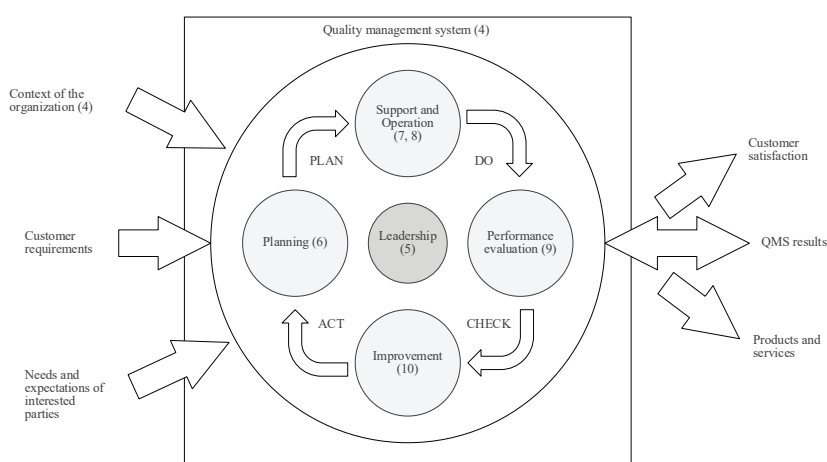 Quality management system (4)
Context of the
organization (4)
Support and
Operation
(7, 8)
PLAN
DO
Customer
satisfaction
Customer
requirements
Planning (6)
Leadership
(5)
Performance
evaluation (9)
QMS results
ACT
CHECK
Improvement
(10)
Products and
services
Needs and
expectations of
interested
parties